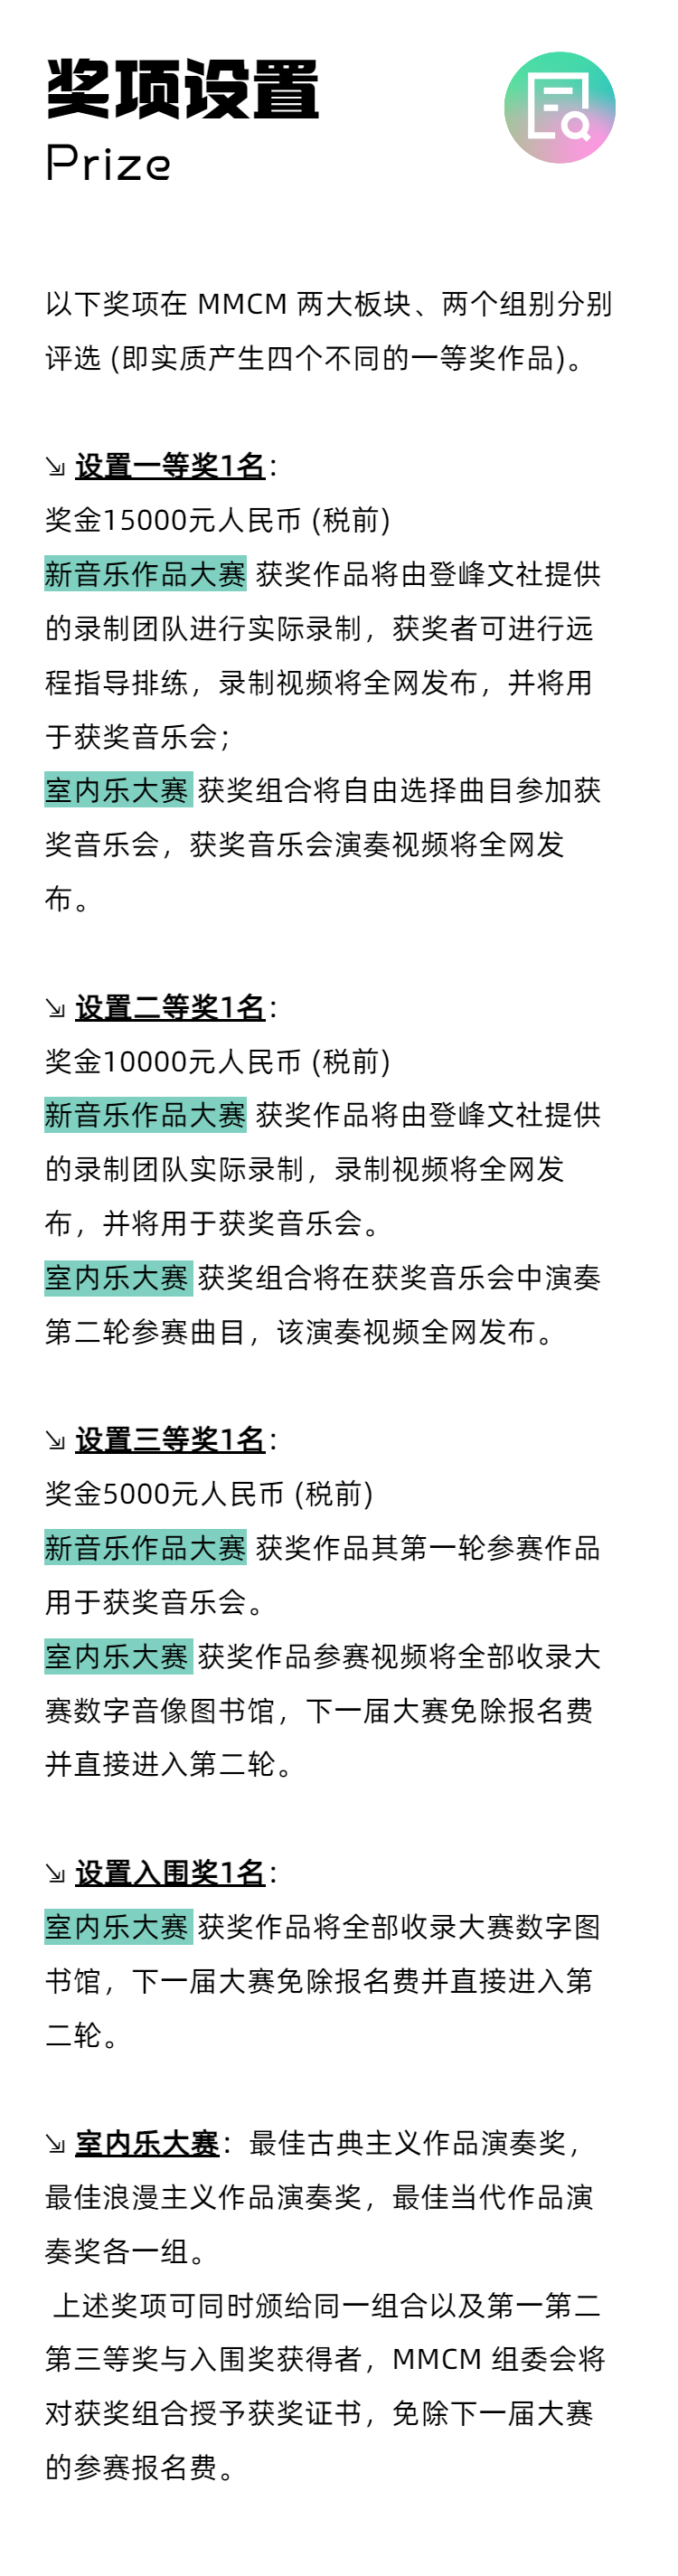 奖项设置
Prize
以下奖项在 MMCM 两大板块、两个组别分别
评选 (即实质产生四个不同的一等奖作品)。
↘ 设置一等奖1名：
奖金15000元人民币 (税前)
新音乐作品大赛 获奖作品将由登峰文社提供
的录制团队进行实际录制，获奖者可进行远
程指导排练，录制视频将全网发布，并将用
于获奖音乐会；
室内乐大赛 获奖组合将自由选择曲目参加获
奖音乐会，获奖音乐会演奏视频将全网发
布。
↘ 设置二等奖1名：
奖金10000元人民币 (税前)
新音乐作品大赛 获奖作品将由登峰文社提供
的录制团队实际录制，录制视频将全网发
布，并将用于获奖音乐会。
室内乐大赛 获奖组合将在获奖音乐会中演奏
第二轮参赛曲目，该演奏视频全网发布。
↘ 设置三等奖1名：
奖金5000元人民币 (税前)
新音乐作品大赛 获奖作品其第一轮参赛作品
用于获奖音乐会。
室内乐大赛 获奖作品参赛视频将全部收录大
赛数字音像图书馆，下一届大赛免除报名费
并直接进入第二轮。
↘ 设置入围奖1名：
室内乐大赛 获奖作品将全部收录大赛数字图
书馆，下一届大赛免除报名费并直接进入第
二轮。
↘ 室内乐大赛：最佳古典主义作品演奏奖，
最佳浪漫主义作品演奏奖，最佳当代作品演
奏奖各一组。
上述奖项可同时颁给同一组合以及第一第二
第三等奖与入围奖获得者，MMCM 组委会将
对获奖组合授予获奖证书，免除下一届大赛
的参赛报名费。